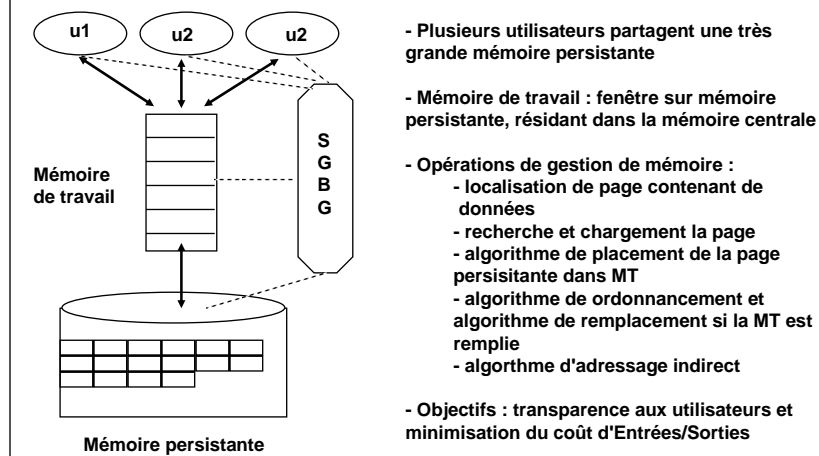 u1
u2
u2
S
G
B
G
Mémoire
de travail
Mémoire persistante
- Plusieurs utilisateurs partagent une très
grande mémoire persistante
- Mémoire de travail : fenêtre sur mémoire
persistante, résidant dans la mémoire centrale
- Opérations de gestion de mémoire :
- localisation de page contenant de
données
- recherche et chargement la page
- algorithme de placement de la page
persisitante dans MT
- algorithme de ordonnancement et
algorithme de remplacement si la MT est
remplie
- algorthme d'adressage indirect
- Objectifs : transparence aux utilisateurs et
minimisation du coût d'Entrées/Sorties